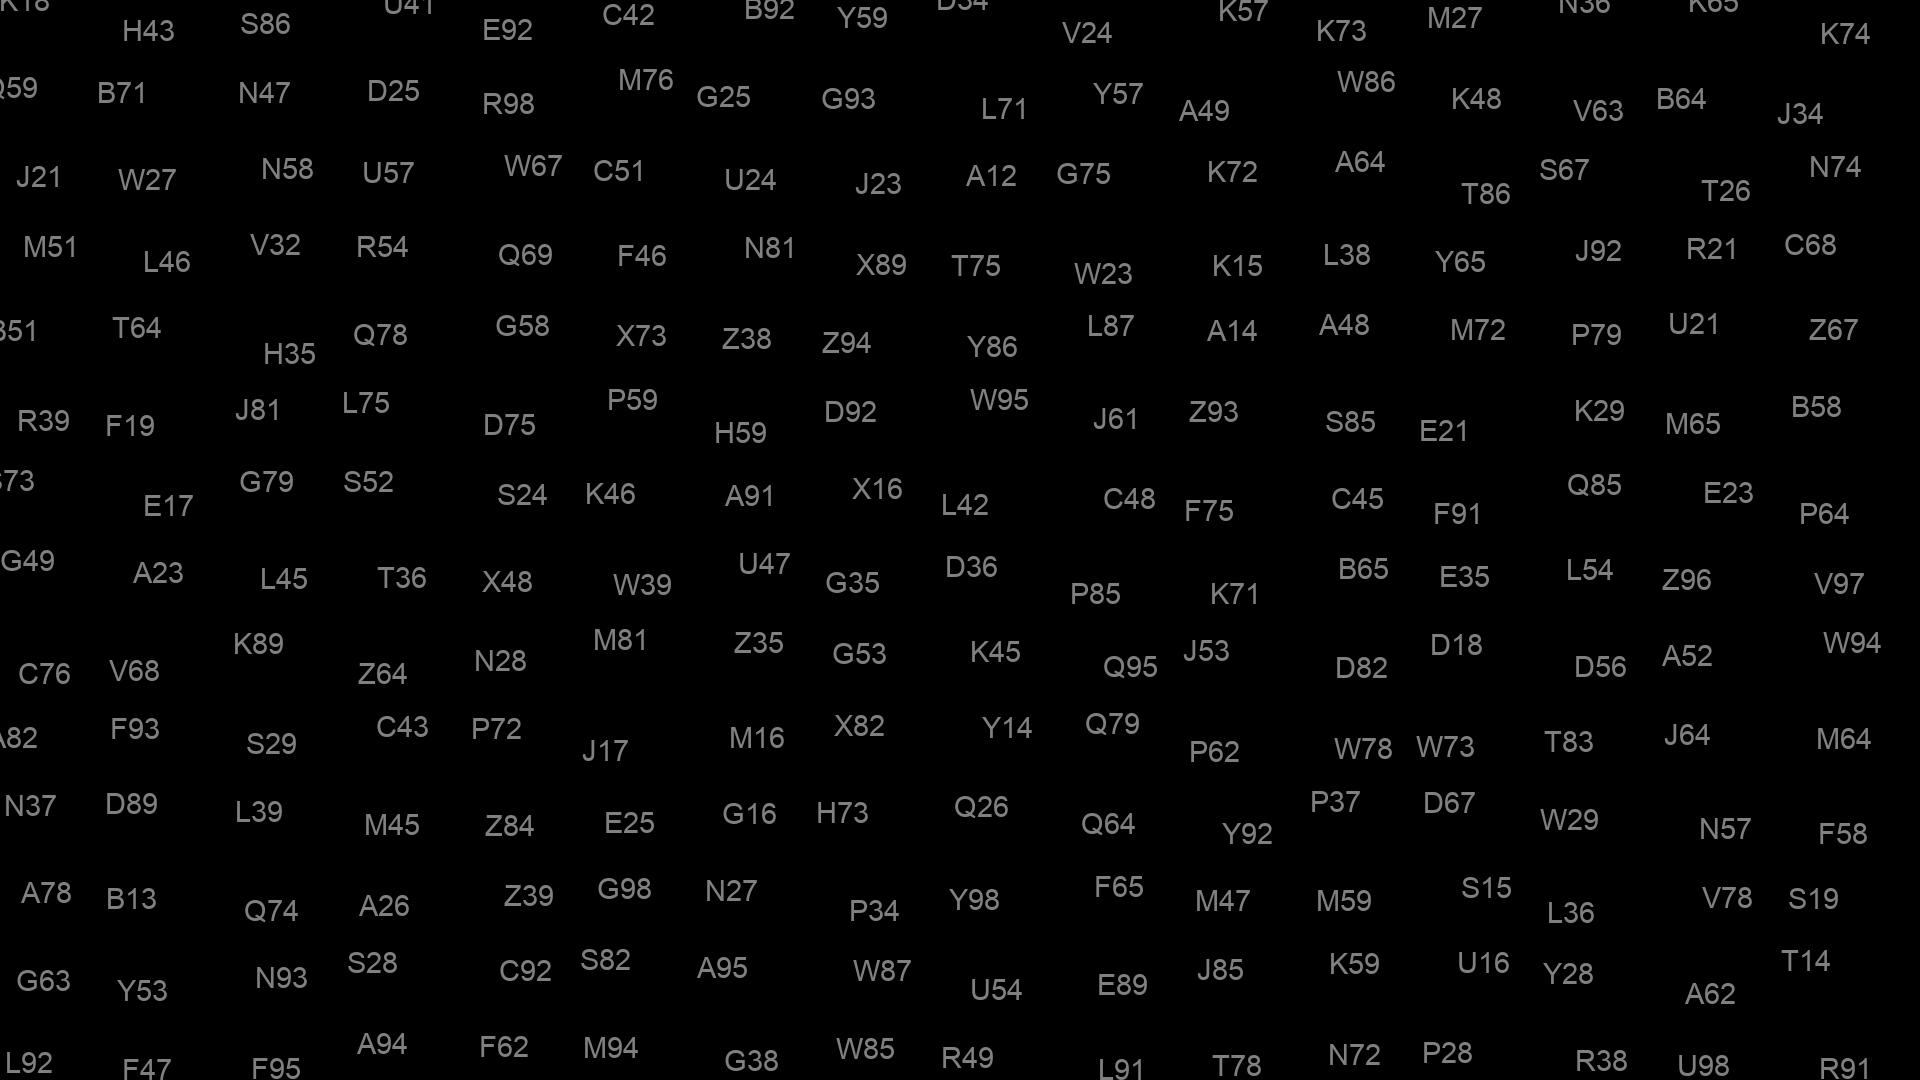 K18 H43 S86 U41 E92 C42 B92 Y59 D34 V24 K57 K73 M27 N36 K65 K74
Q59 B71 N47 D25 R98 M76 G25 G93 L71 Y57 A49 W86 K48 V63 B64 J34
J21 W27 N58 U57 W67 C51 U24 J23 A12 G75 K72 A64 T86 S67 T26 N74
M51 L46 V32 R54 Q69 F46 N81 X89 T75 W23 K15 L38 Y65 J92 R21 C68
B51 T64 H35 Q78 G58 X73 Z38 Z94 Y86 L87 A14 A48 M72 P79 U21 Z67
R39 F19 J81 L75 D75 P59 H59 D92 W95 J61 Z93 S85 E21 K29 M65 B58
E17 G79 S52 S24 K46 A91 X16 L42 C48 F75 C45 F91 Q85 E23 P64
G49 A23 L45 T36 X48 W39 U47 G35 D36 P85 K71 B65 E35 L54 Z96 V97
C76 V68 K89 Z64 N28 M81 Z35 G53 K45 Q95 J53 D82 D18 D56 A52 W94
A82 F93 S29 C43 P72 J17 M16 X82 Y14 Q79 P62 W78 W73 T83 J64 M64
N37 D89 L39 M45 Z84 E25 G16 H73 Q26 Q64 Y92 P37 D67 W29 N57 F58
A78 B13 Q74 A26 Z39 G98 N27 P34 Y98 F65 M47 M59 S15 L36 V78 S19
G63 Y53 N93 S28 C92 S82 A95 W87 U54 E89 J85 K59 U16 Y28 A62 T14
L92 F47 F95 A94 F62 M94 G38 W85 R49 L91 T78 N72 P28 R38 U98 R91